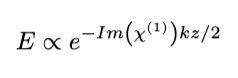 E ∝ e^{-Im(χ^{(1)})kz/2}